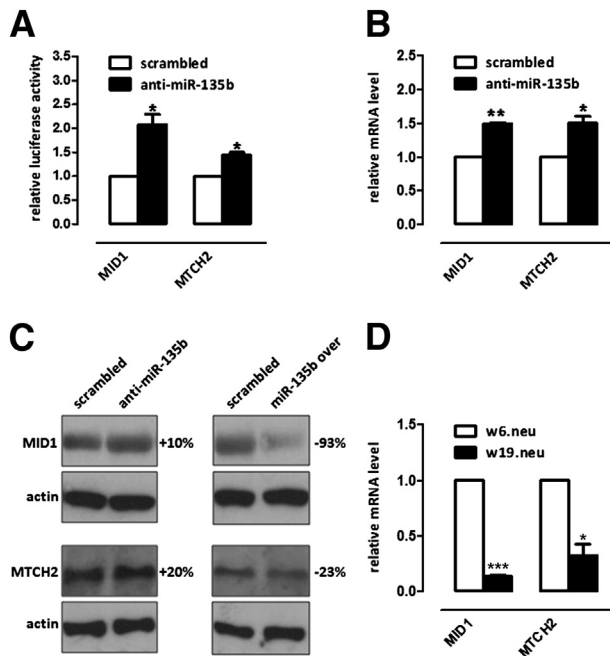 A
scrambled
anti-miR-135b
relative luciferase activity
3.5
3.0
2.5
2.0
1.5
1.0
0.5
0.0
*
*
MID1
MTCH2
B
scrambled
anti-miR-135b
relative mRNA level
2.5
2.0
1.5
1.0
0.5
0.0
**
*
MID1
MTCH2
C
scrambled
anti-miR-135b
scrambled
miR-135b over
MID1
+10%
-93%
actin
MTCH2
+20%
-23%
actin
D
w6.neu
w19.neu
relative mRNA level
1.5
1.0
0.5
0.0
***
*
MID1
MTCH2